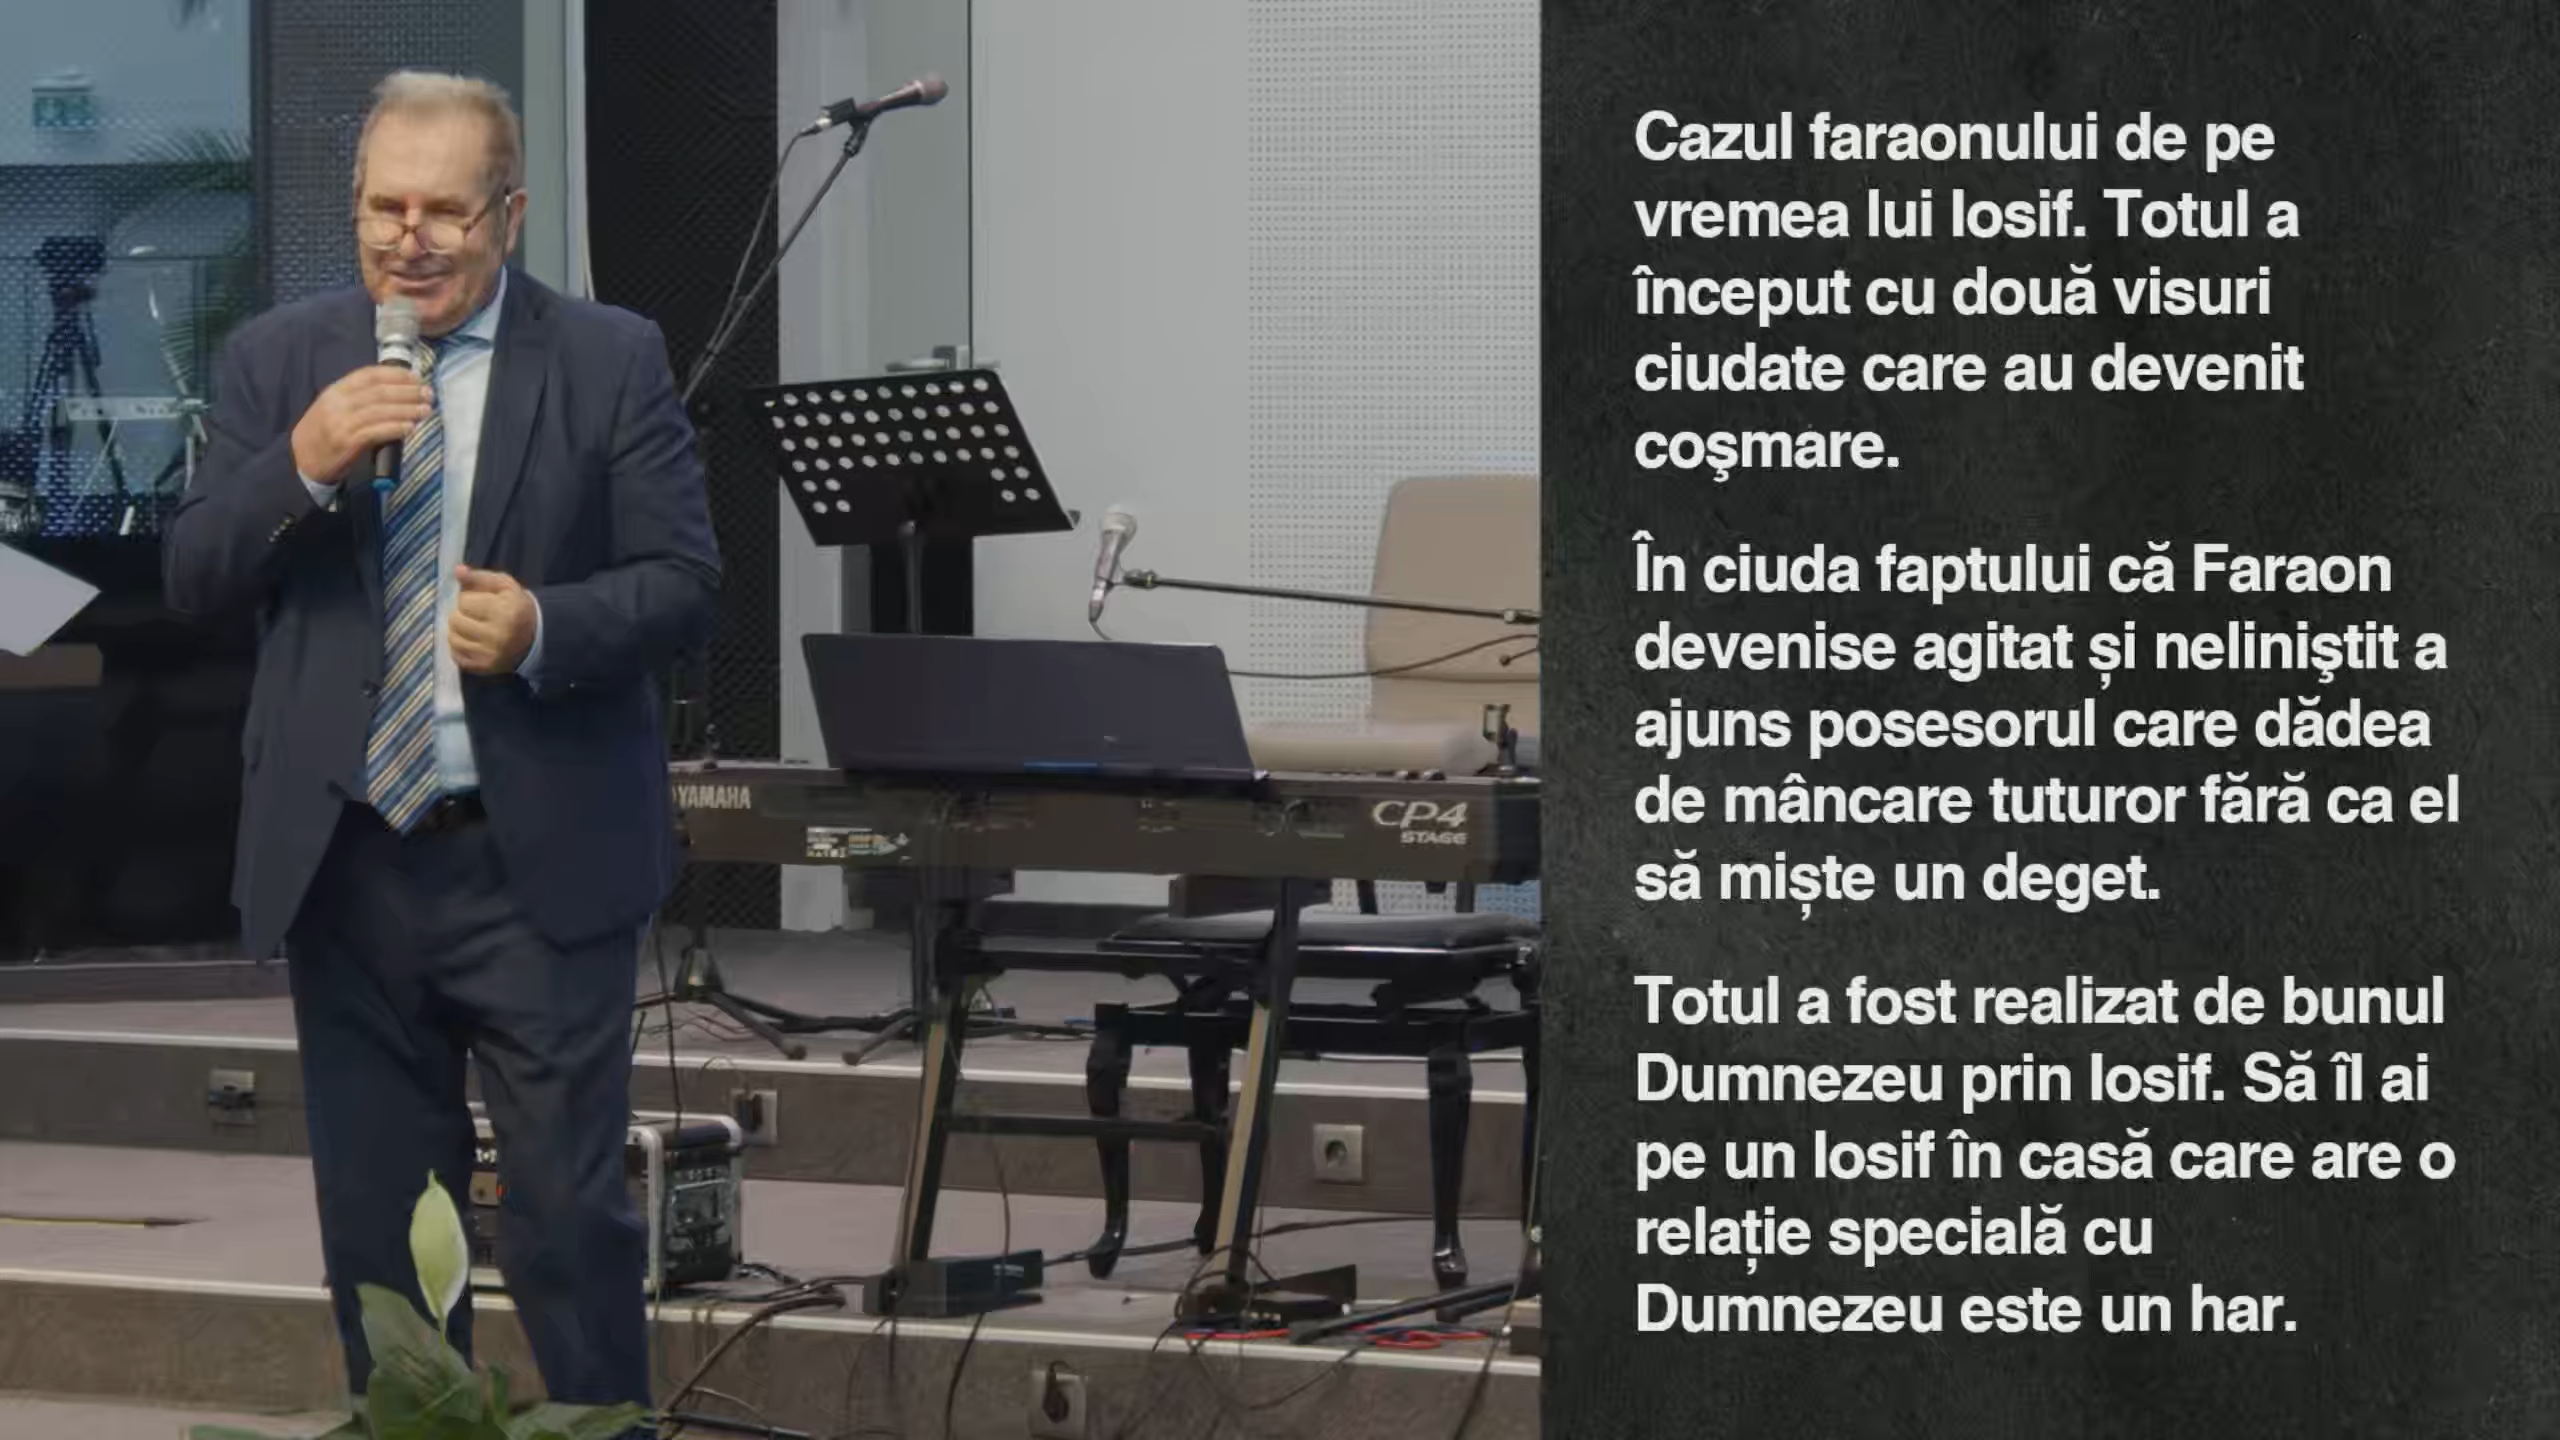 Cazul faraonului de pe
vremea lui Iosif. Totul a
început cu două visuri
ciudate care au devenit
coşmare.
În ciuda faptului că Faraon
devenise agitat și neliniştit a
ajuns posesorul care dădea
de mâncare tuturor fără ca el
să miște un deget.
Totul a fost realizat de bunul
Dumnezeu prin Iosif. Să îl ai
pe un Iosif în casă care are o
relație specială cu
Dumnezeu este un har.
YAMAHA
CP4
STAGE